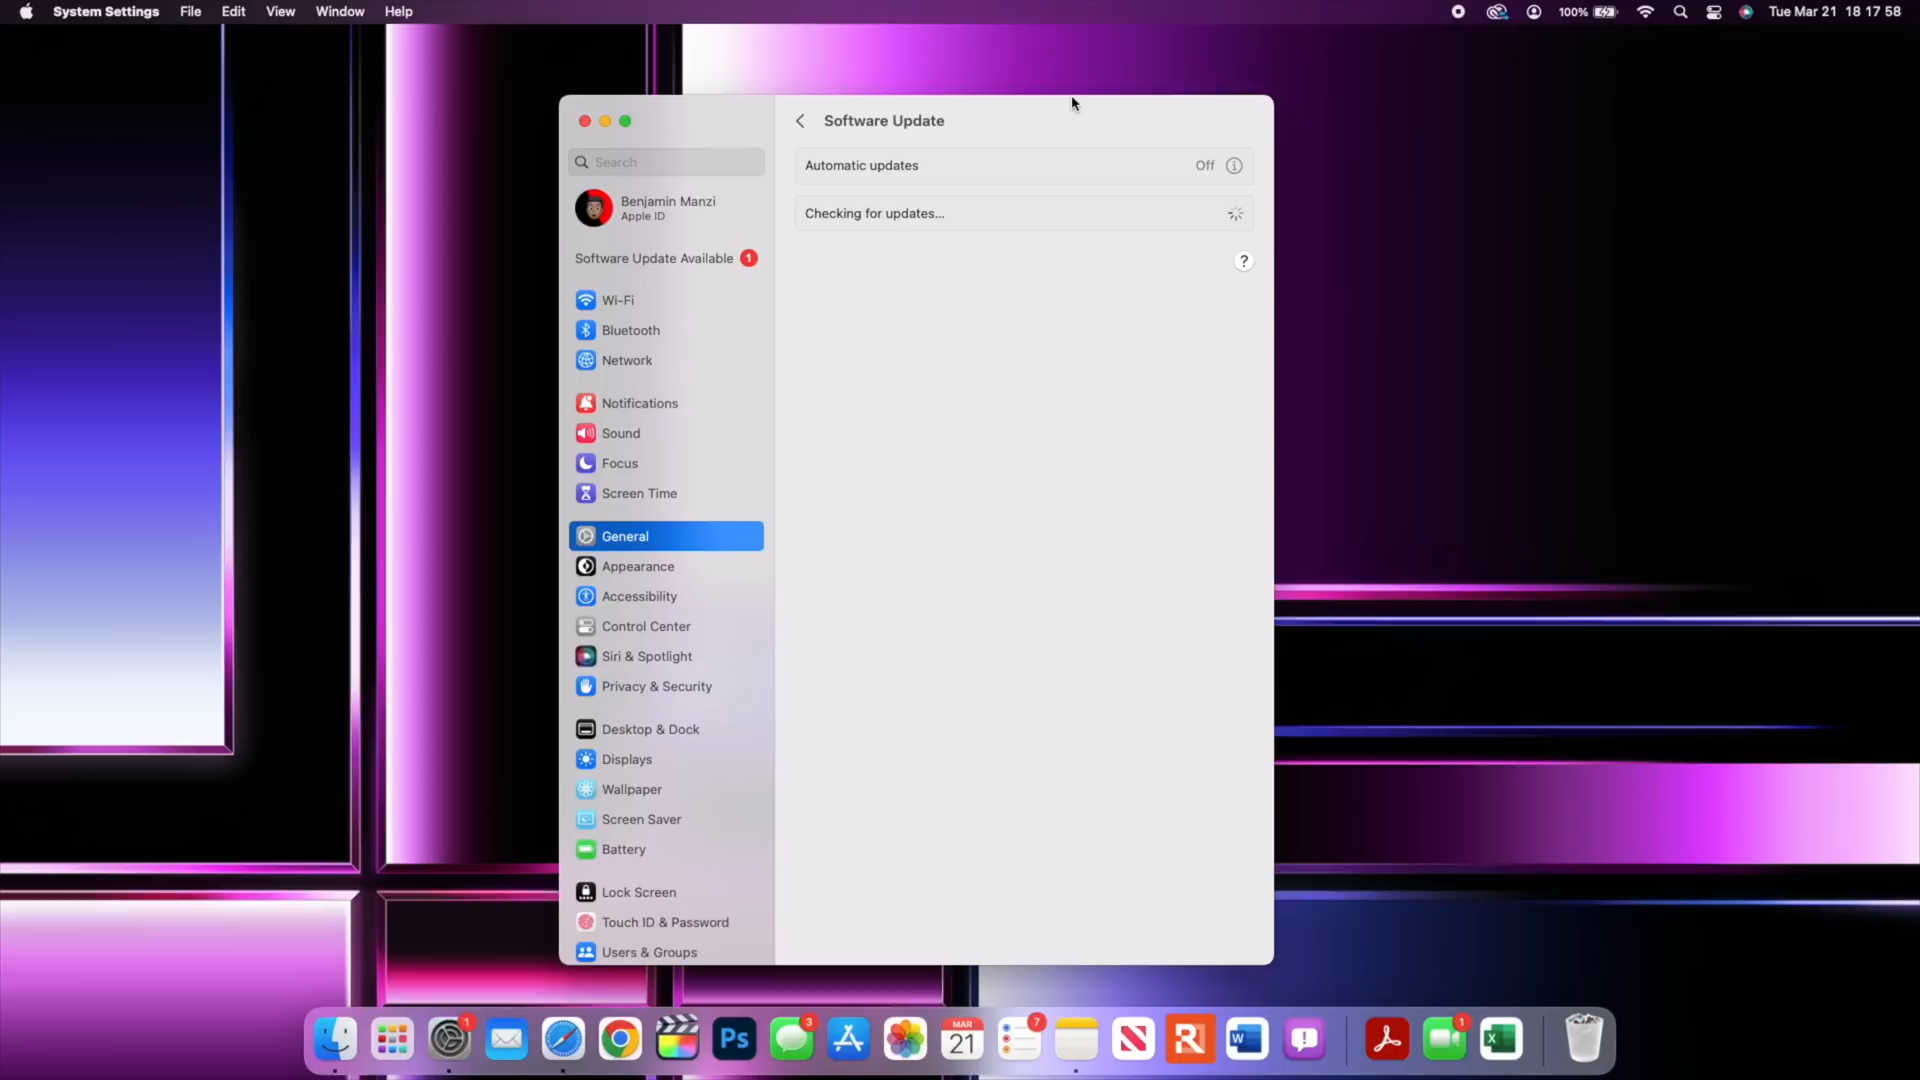 System Settings File Edit View Window Help
100% Tue Mar 21 18 17 58
Software Update
Search
Automatic updates Off
Benjamin Manzi
Apple ID
Checking for updates...
Software Update Available 1
?
Wi-Fi
Bluetooth
Network
Notifications
Sound
Focus
Screen Time
General
Appearance
Accessibility
Control Center
Siri & Spotlight
Privacy & Security
Desktop & Dock
Displays
Wallpaper
Screen Saver
Battery
Lock Screen
Touch ID & Password
Users & Groups
1 3 7 1
Ps MAR 21 W X